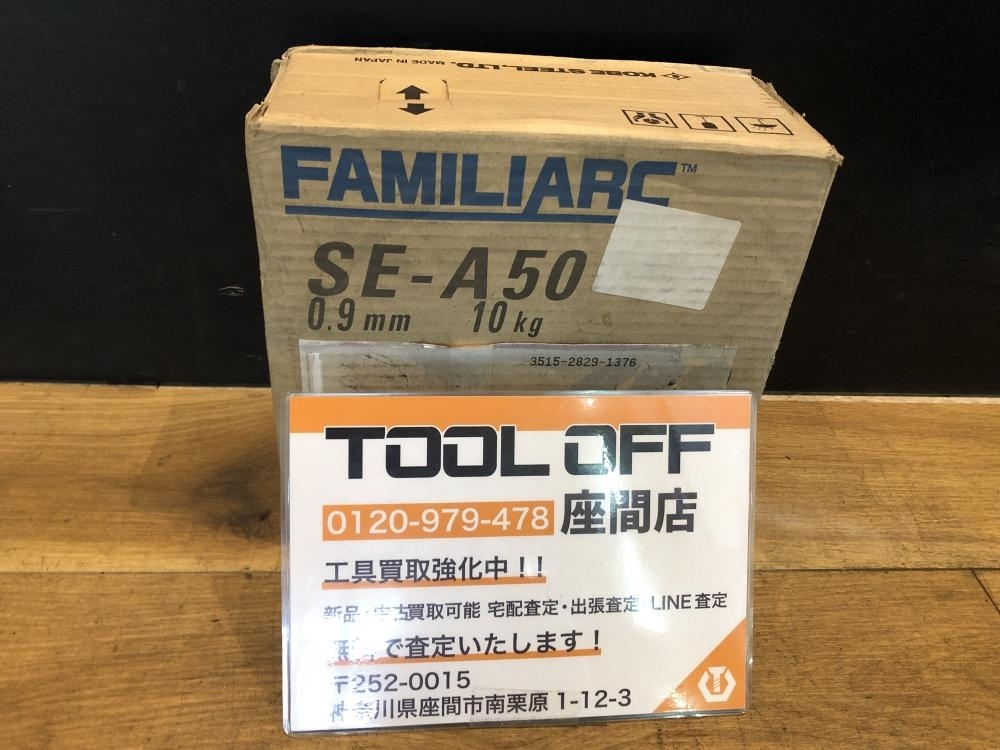 KOBE STEEL, LTD. MADE IN JAPAN
FAMILIARC™
SE-A50
0.9mm 10kg
3515-2829-1376
TOOL OFF
0120-979-478 座間店
工具買取強化中!!
新品・中古買取可能 宅配査定・出張査定 LINE査定
で査定いたします!
〒252-0015
神奈川県座間市南栗原1-12-3